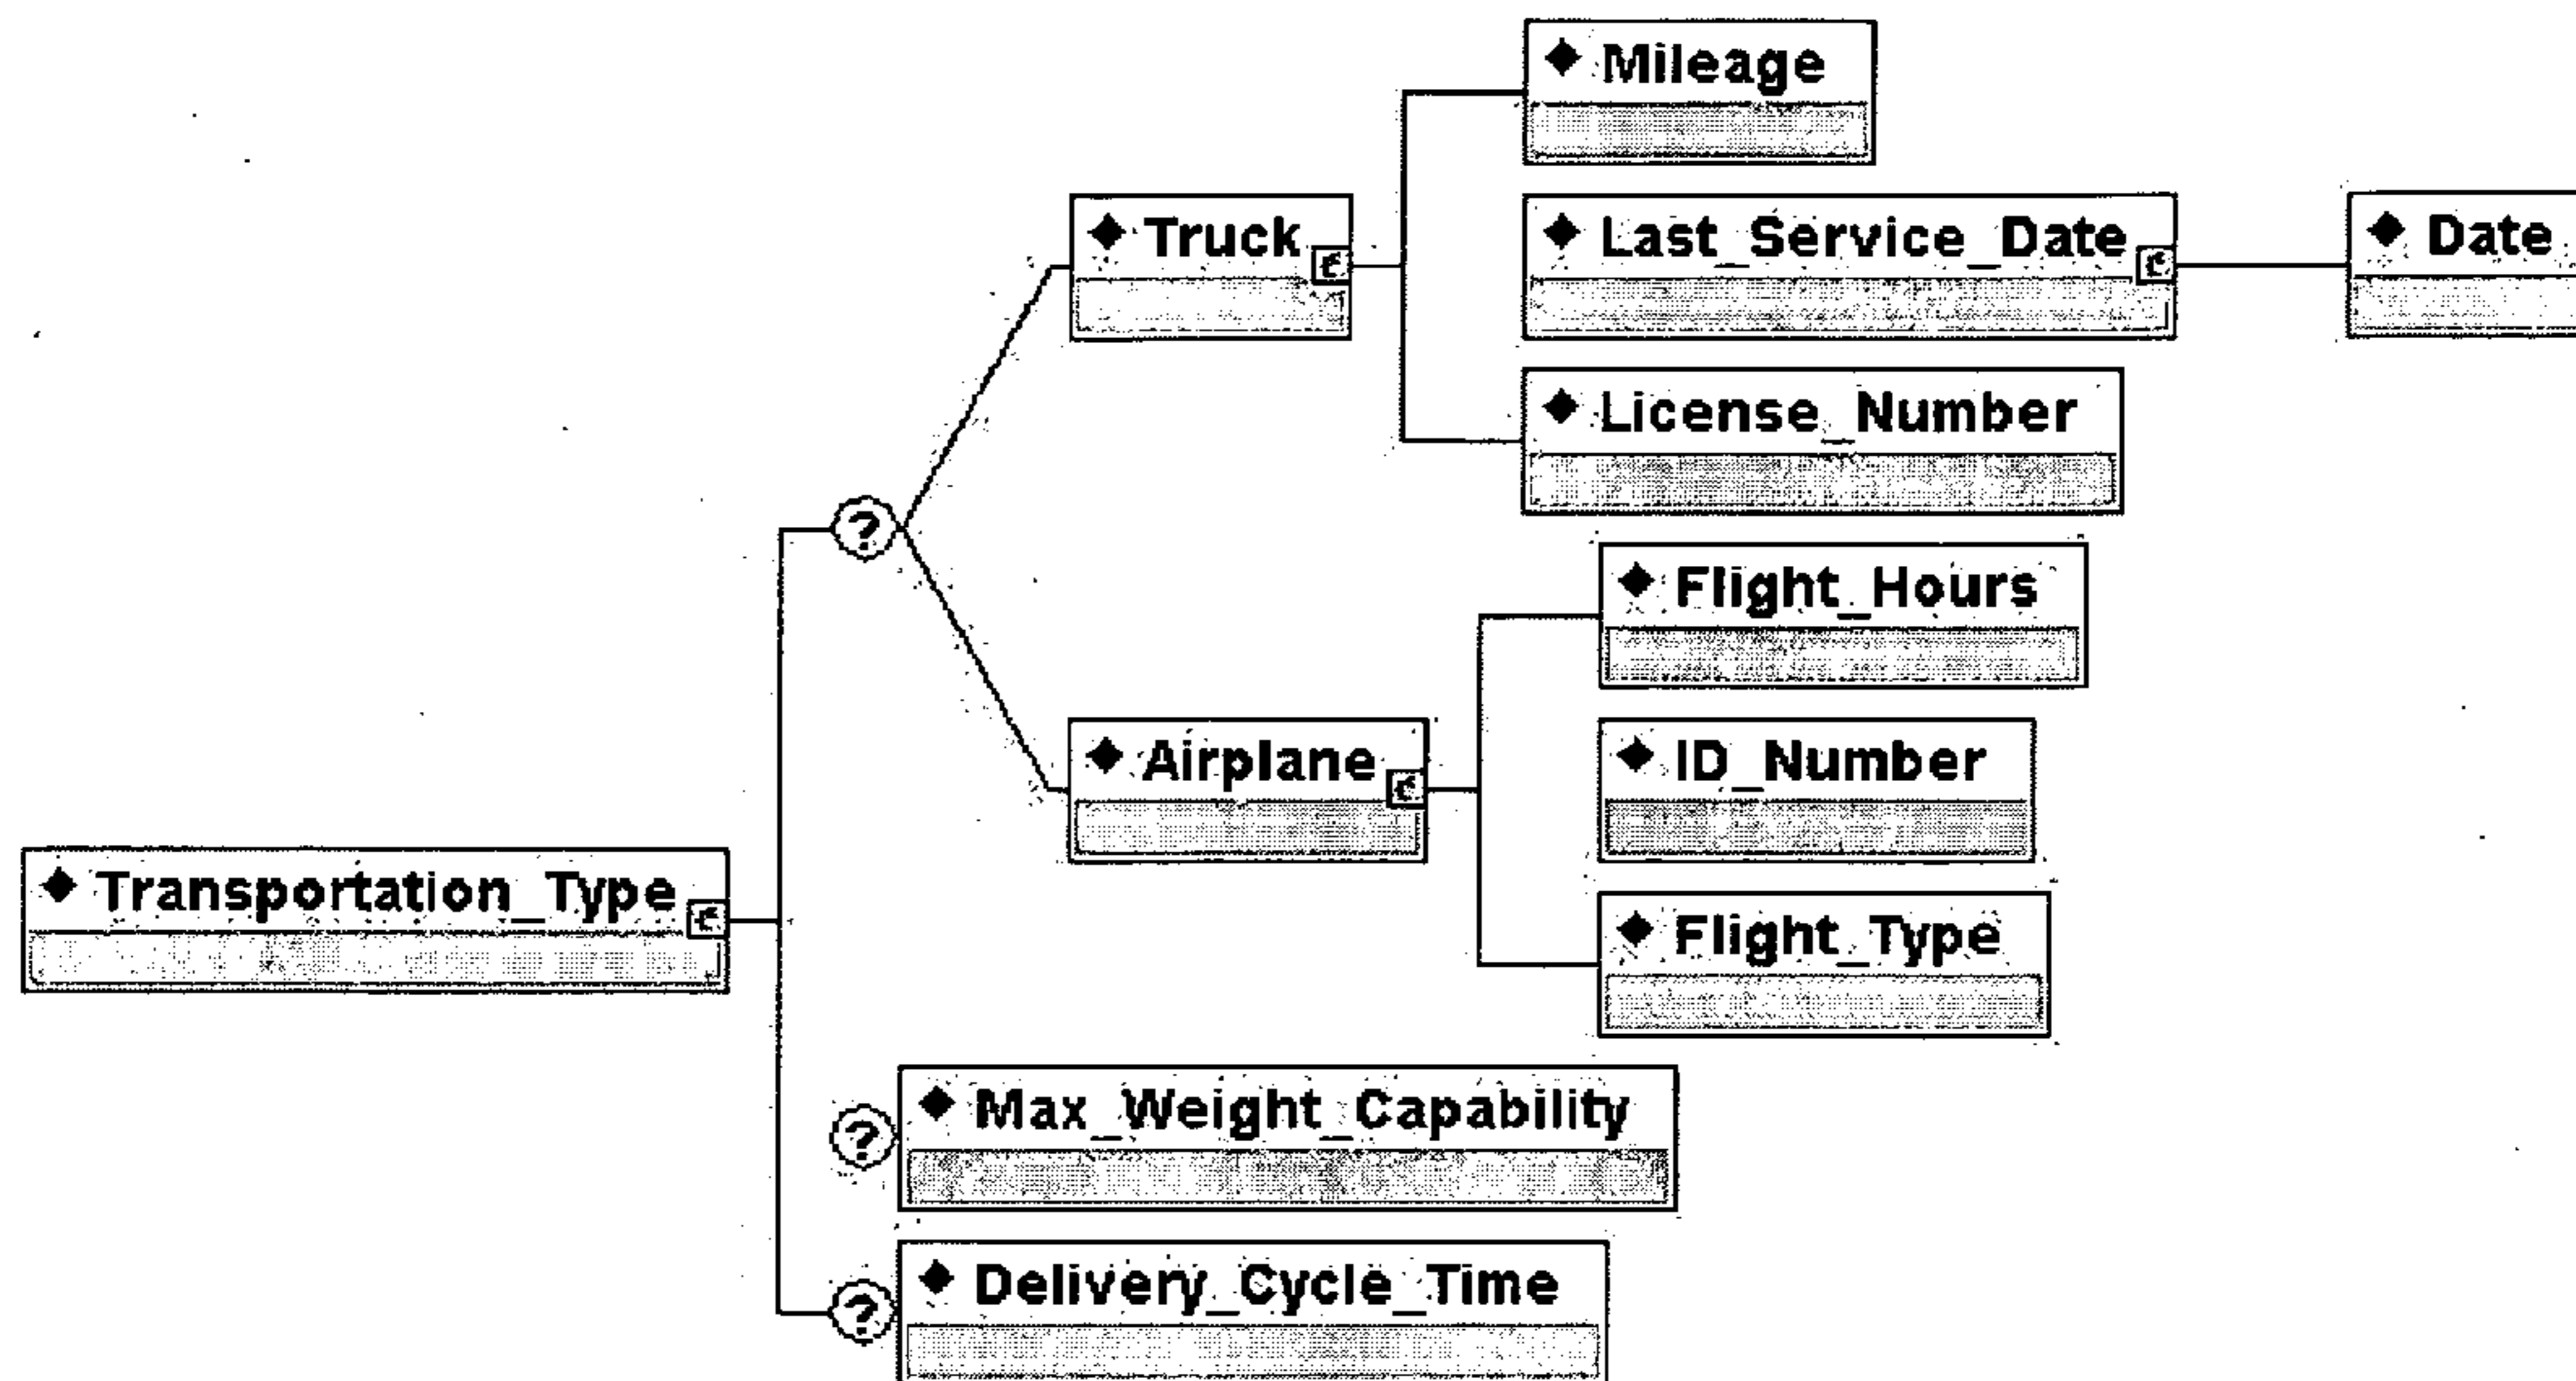 Mileage
Truck
Last_Service_Date
Date
License_Number
?
Flight_Hours
Airplane
ID_Number
Transportation_Type
Flight_Type
? Max_Weight_Capability
? Delivery_Cycle_Time